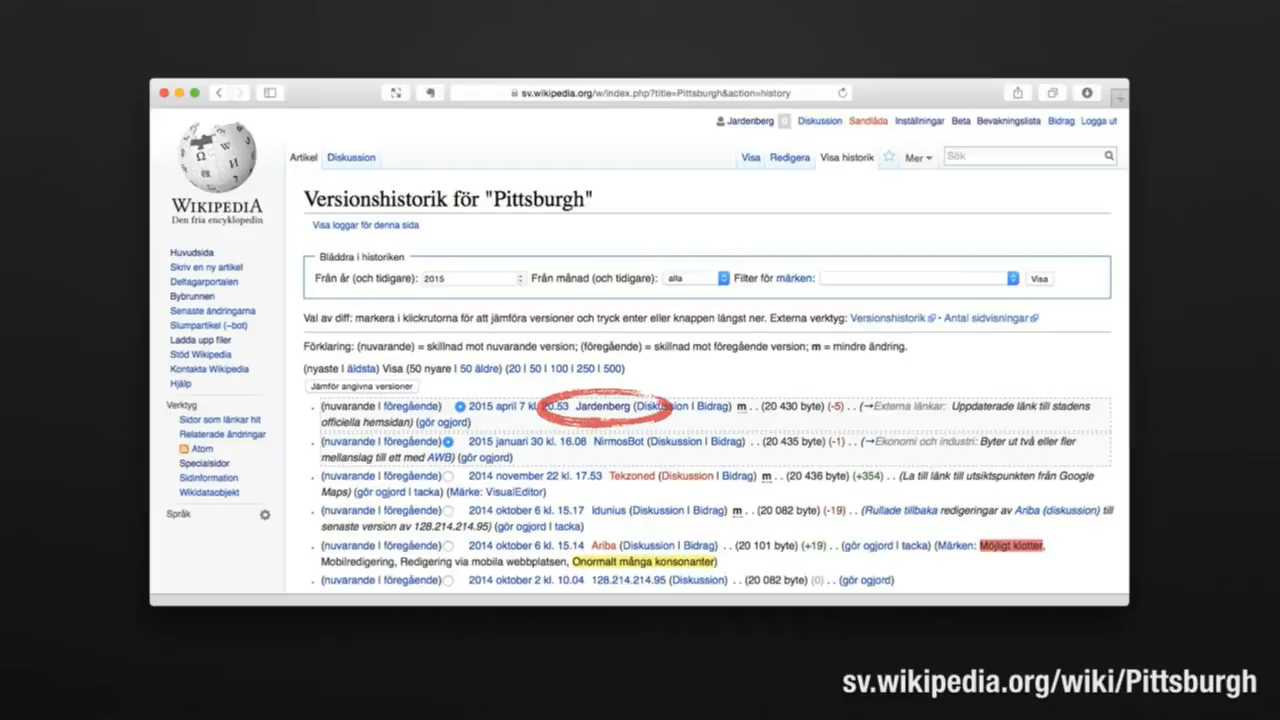 sv.wikipedia.org/w/index.php?title=Pittsburgh&action=history
Jardenberg 0 Diskussion Sandlåda Inställningar Beta Bevakningslista Bidrag Logga ut
Artikel Diskussion Visa Redigera Visa historik Mer Sök
WIKIPEDIA
Den fria encyklopedin
Huvudsida
Skriv en ny artikel
Deltagarportalen
Bybrunnen
Senaste ändringarna
Slumpartikel (–bot)
Ladda upp filer
Stöd Wikipedia
Kontakta Wikipedia
Hjälp
Verktyg
Sidor som länkar hit
Relaterade ändringar
Atom
Specialsidor
Sidinformation
Wikidataobjekt
Språk
Versionshistorik för "Pittsburgh"
Visa loggar för denna sida
Bläddra i historiken
Från år (och tidigare): 2015 Från månad (och tidigare): alla Filter för märken: Visa
Val av diff: markera i klickrutorna för att jämföra versioner och tryck enter eller knappen längst ner. Externa verktyg: Versionshistorik · Antal sidvisningar
Förklaring: (nuvarande) = skillnad mot nuvarande version; (föregående) = skillnad mot föregående version; m = mindre ändring.
(nyaste | äldsta) Visa (50 nyare | 50 äldre) (20 | 50 | 100 | 250 | 500)
Jämför angivna versioner
(nuvarande | föregående) 2015 april 7 kl. 20.53 Jardenberg (Diskussion | Bidrag) m . . (20 430 byte) (-5) . . (→Externa länkar: Uppdaterade länk till stadens
officiella hemsidan) (gör ogjord)
(nuvarande | föregående) 2015 januari 30 kl. 16.08 NirmosBot (Diskussion | Bidrag) . . (20 435 byte) (-1) . . (→Ekonomi och industri: Byter ut två eller fler
mellanslag till ett med AWB) (gör ogjord)
(nuvarande | föregående) 2014 november 22 kl. 17.53 Tekzoned (Diskussion | Bidrag) m . . (20 436 byte) (+354) . . (La till länk till utsiktspunkten från Google
Maps) (gör ogjord | tacka) (Märke: VisualEditor)
(nuvarande | föregående) 2014 oktober 6 kl. 15.17 Idunius (Diskussion | Bidrag) m . . (20 082 byte) (-19) . . (Rullade tillbaka redigeringar av Ariba (diskussion) till
senaste version av 128.214.214.95) (gör ogjord | tacka)
(nuvarande | föregående) 2014 oktober 6 kl. 15.14 Ariba (Diskussion | Bidrag) . . (20 101 byte) (+19) . . (gör ogjord | tacka) (Märken: Möjligt klotter,
Mobilredigering, Redigering via mobila webbplatsen, Onormalt många konsonanter)
(nuvarande | föregående) 2014 oktober 2 kl. 10.04 128.214.214.95 (Diskussion) . . (20 082 byte) (0) . . (gör ogjord)
sv.wikipedia.org/wiki/Pittsburgh